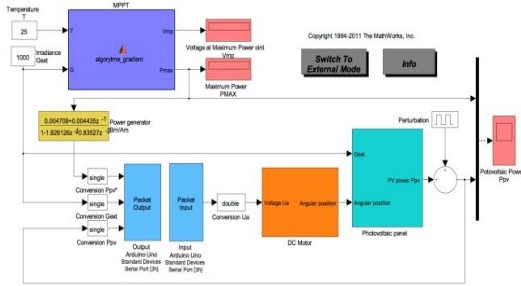 Temperature
T
25
Irradiance
Gext
1000
MPPT
T
G
algorytme_gradient
Vmp
Pmax
Voltage at Maximum Power oint
Vmp
Maximum Power
PMAX
Copyright 1994-2011 The MathWorks, Inc.
Switch To
External Mode
Info
0.004709+0.004435z -1
Power generator
20m/Am
single
Conversion Ppv*
single
Conversion Gext
single
Conversion Ppv
Packet
Output
Output
Arduino Uno
Standard Devices
Serial Port [3h]
Packet
Input
Input
Arduino Uno
Standard Devices
Serial Port [3h]
double
Conversion Ua
Voltage Ua
Angular position
DC Motor
Gext
PV power Ppv
Angular position
Photovoltaic panel
Perturbation
Potovoltaic Power
Ppv